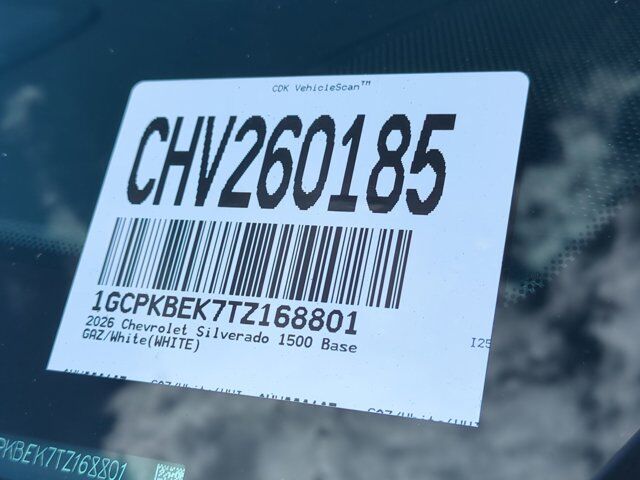 CDK VehicleScan™
CHV260185
1GCPKBEK7TZ168801
2026 Chevrolet Silverado 1500 Base
GAZ/White(WHITE)
I25
PKBEK7TZ168801